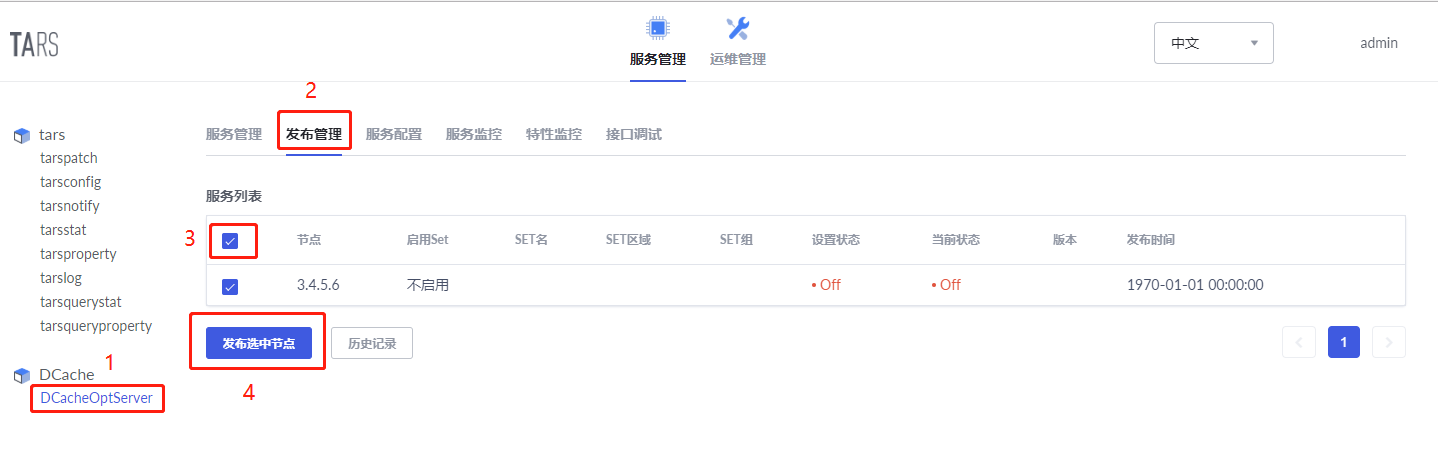 TARS
服务管理
运维管理
中文
admin
tars
tarspatch
tarsconfig
tarsnotify
tarsstat
tarsproperty
tarslog
tarsquerystat
tarsqueryproperty
1
DCache
DCacheOptServer
2
服务管理 发布管理 服务配置 服务监控 特性监控 接口调试
服务列表
3
节点 启用Set SET名 SET区域 SET组 设置状态 当前状态 版本 发布时间
3.4.5.6 不启用 • Off • Off 1970-01-01 00:00:00
发布选中节点 历史记录
1
4